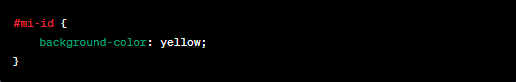 #mi-id {
    background-color: yellow;
}